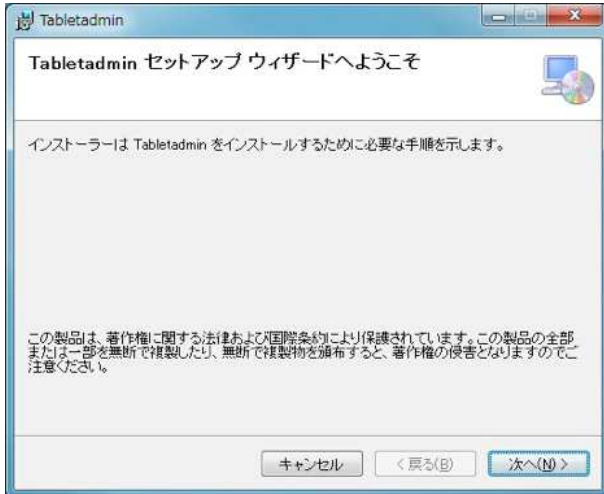 Tabletadmin
Tabletadmin セットアップ ウィザードへようこそ
インストーラーは Tabletadmin をインストールするために必要な手順を示します。
この製品は、著作権に関する法律および国際条約により保護されています。この製品の全部
または一部を無断で複製したり、無断で複製物を頒布すると、著作権の侵害となりますのでご
注意ください。
キャンセル
< 戻る(B)
次へ(N) >